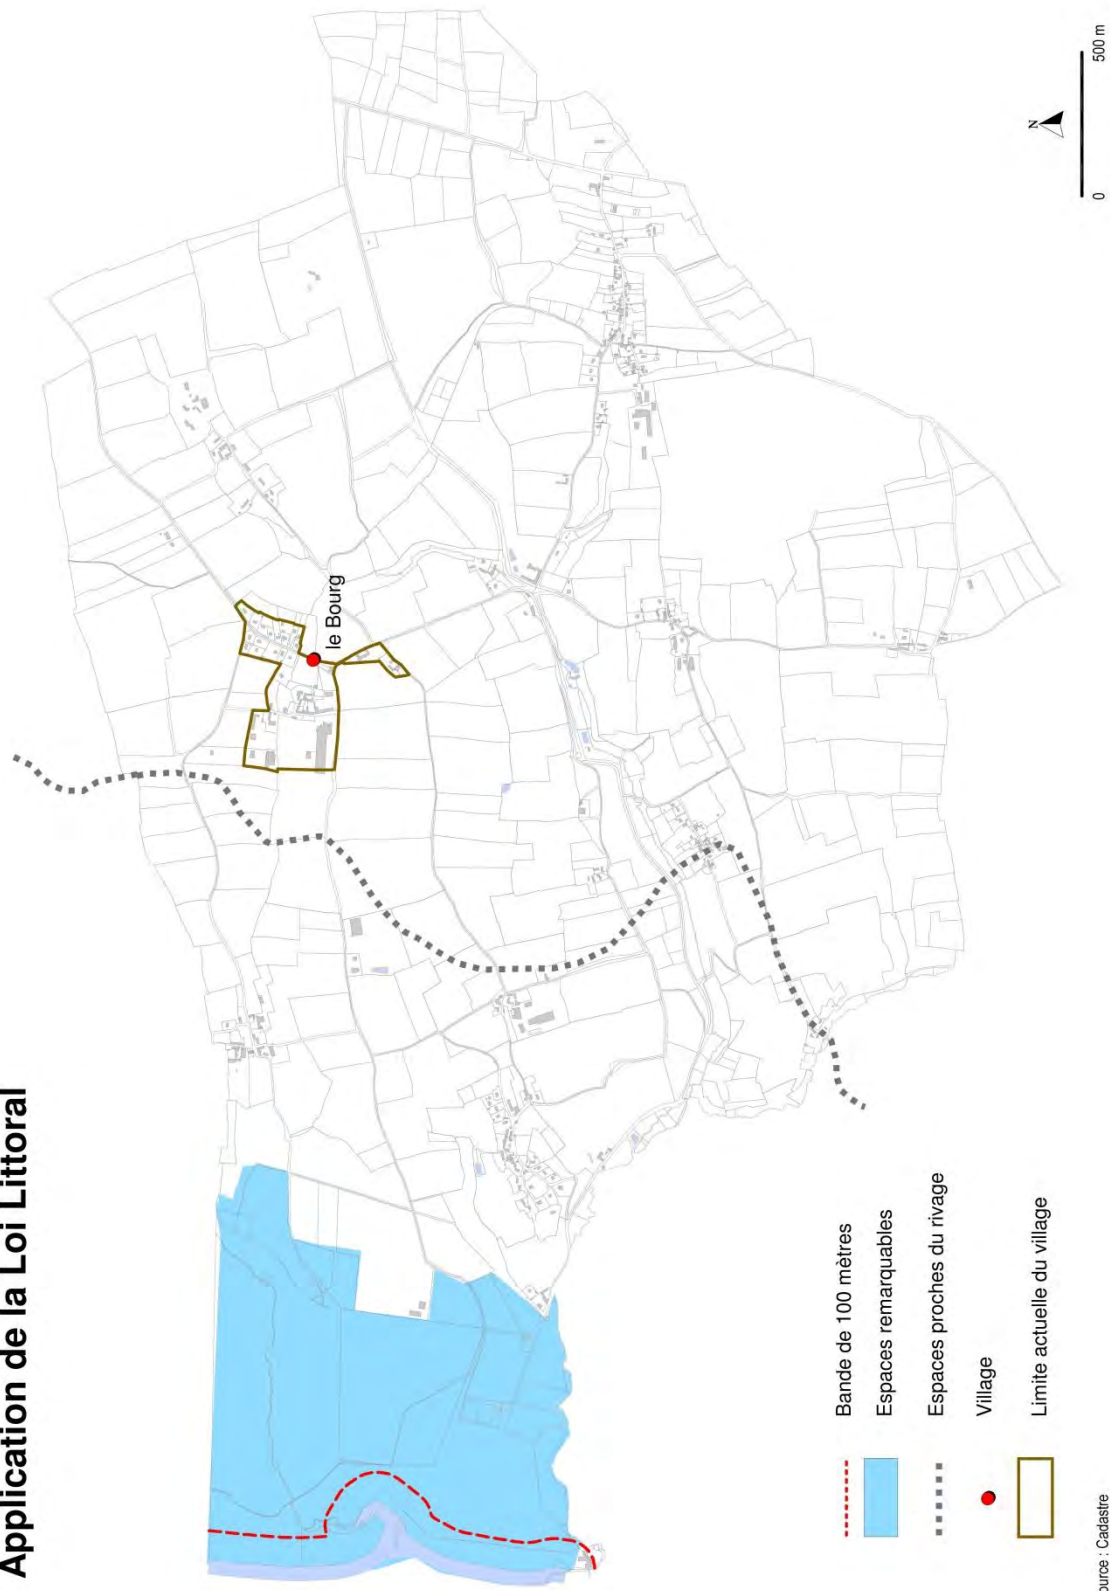 Application de la Loi Littoral
le Bourg
Bande de 100 mètres
Espaces remarquables
Espaces proches du rivage
Village
Limite actuelle du village
N
0 500 m
: Cadastre